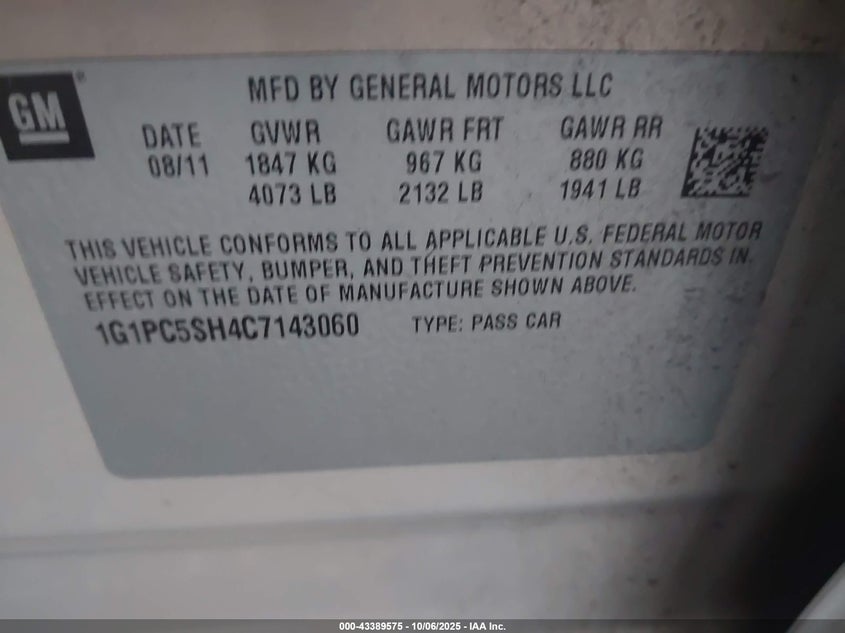 GM®
MFD BY GENERAL MOTORS LLC
DATE GVWR GAWR FRT GAWR RR
08/11 1847 KG 967 KG 880 KG
4073 LB 2132 LB 1941 LB
THIS VEHICLE CONFORMS TO ALL APPLICABLE U.S. FEDERAL MOTOR
VEHICLE SAFETY, BUMPER, AND THEFT PREVENTION STANDARDS IN
EFFECT ON THE DATE OF MANUFACTURE SHOWN ABOVE.
1G1PC5SH4C7143060 TYPE: PASS CAR
000-43389575 - 10/06/2025 - IAA Inc.